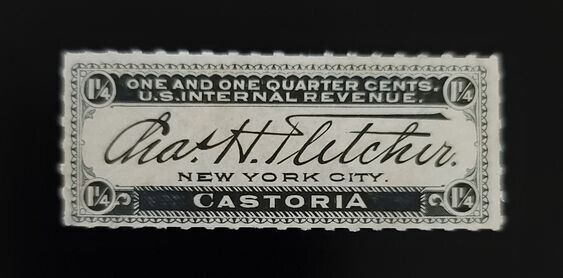 1¼ ONE AND ONE QUARTER CENTS. 1¼
U.S. INTERNAL REVENUE.
Chas. H. Fletcher.
NEW YORK CITY.
1¼ CASTORIA 1¼